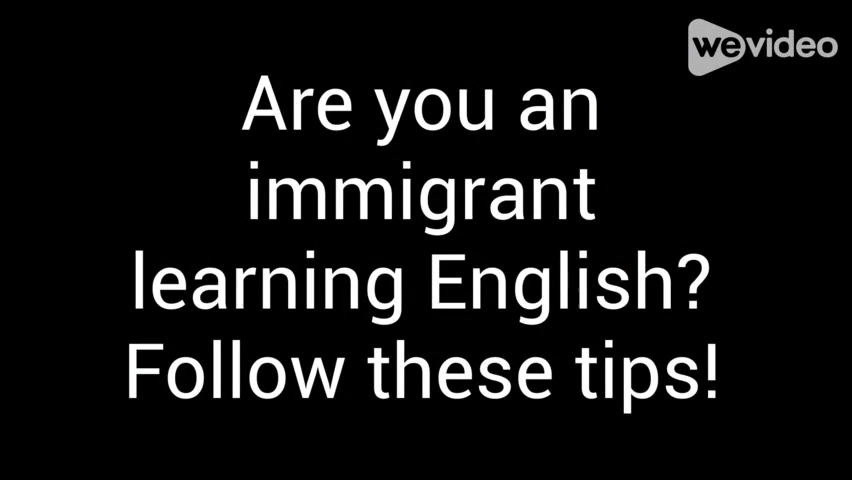 wevideo
Are you an
immigrant
learning English?
Follow these tips!